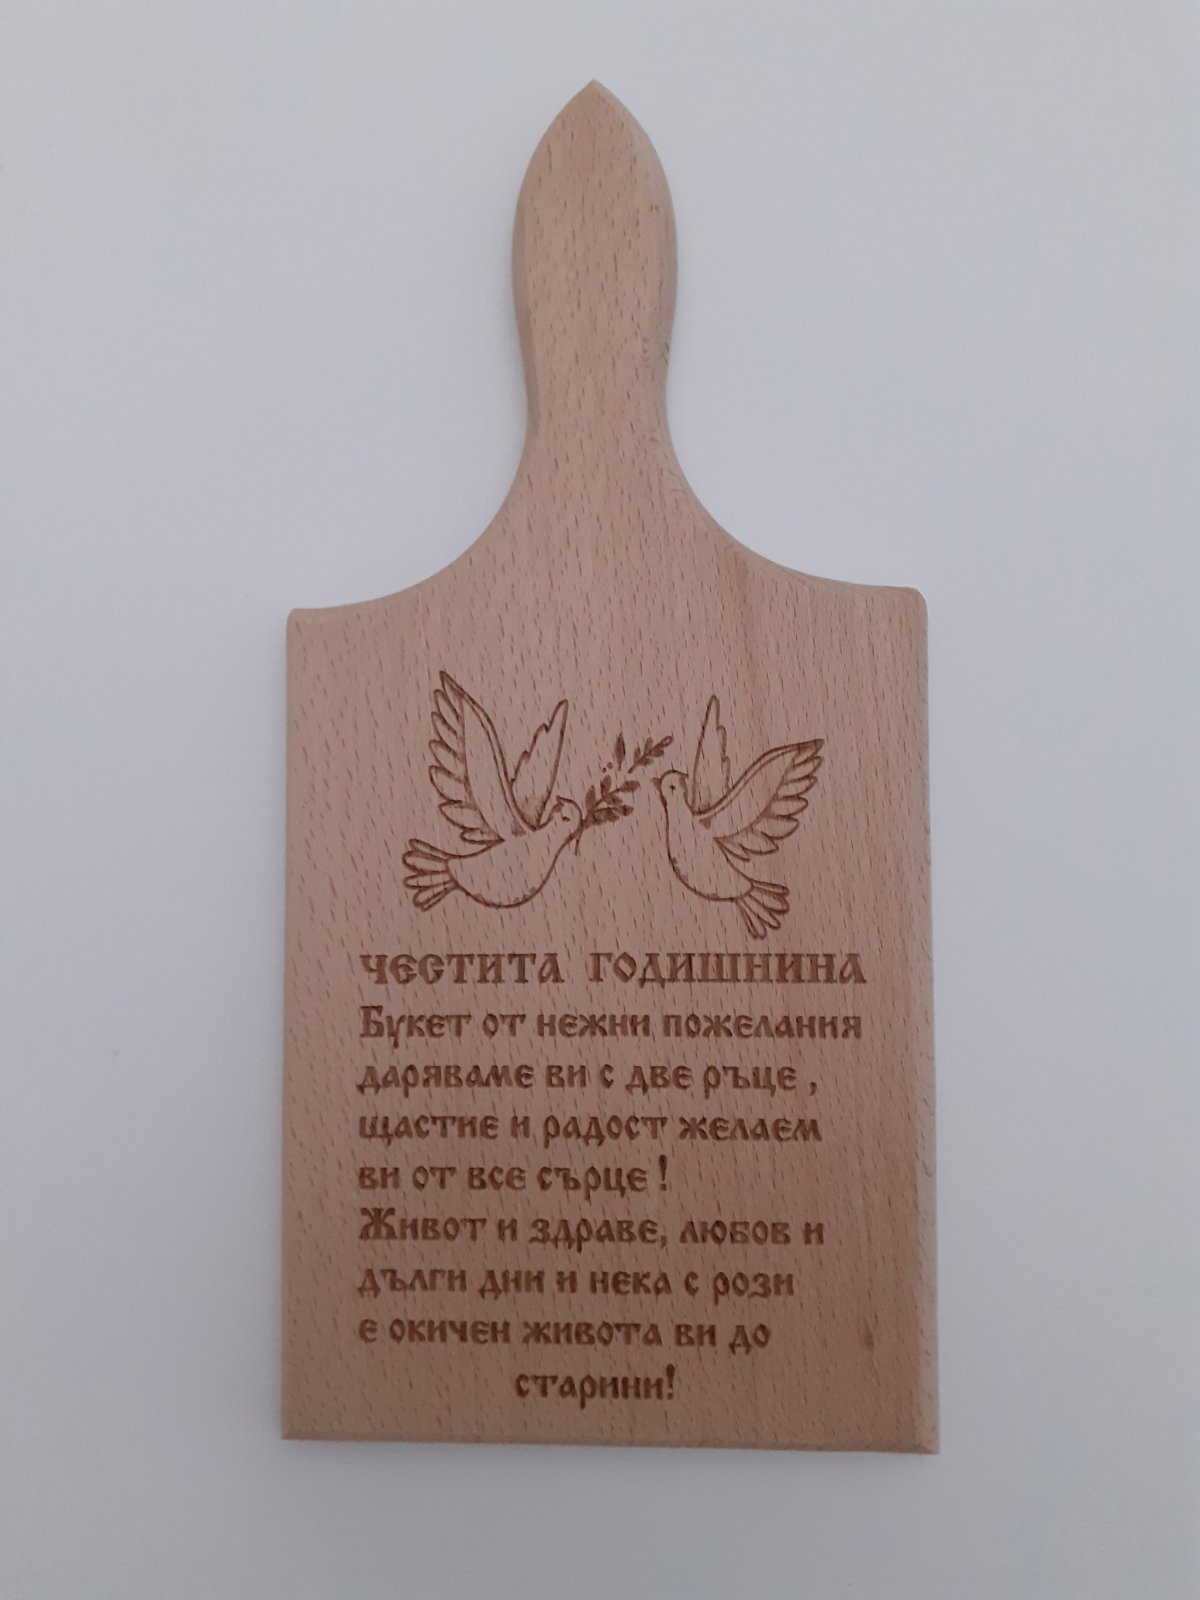 ЧЕСТИТА ГОДИШНИНА
Букет от нежни пожелания
даряваме ви с две ръце ,
щастие и радост желаем
ви от все сърце !
Живот и здраве, любов и
дълги дни и нека с рози
е окичен живота ви до
старини!